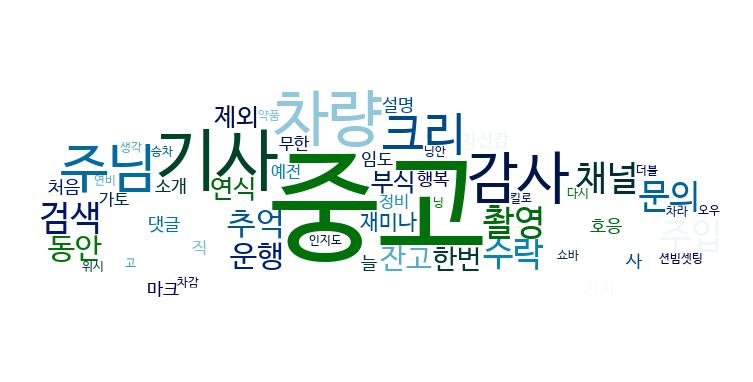 중고
차량
기사
감사
주님
크리
채널
문의
검색
촬영
추억
운행
수락
잔고
한번
동안
부식
연식
제외
재미나
주입
설명
약품
자신감
생각
승차
무한
임도
닝안
예전
행복
더블
처음
연비
소개
가토
정비
닝
킬로
다시
차라
오우
댓글
호응
인지도
직
늘
사
쇼바
션빔셋팅
위시
고
마크
차감